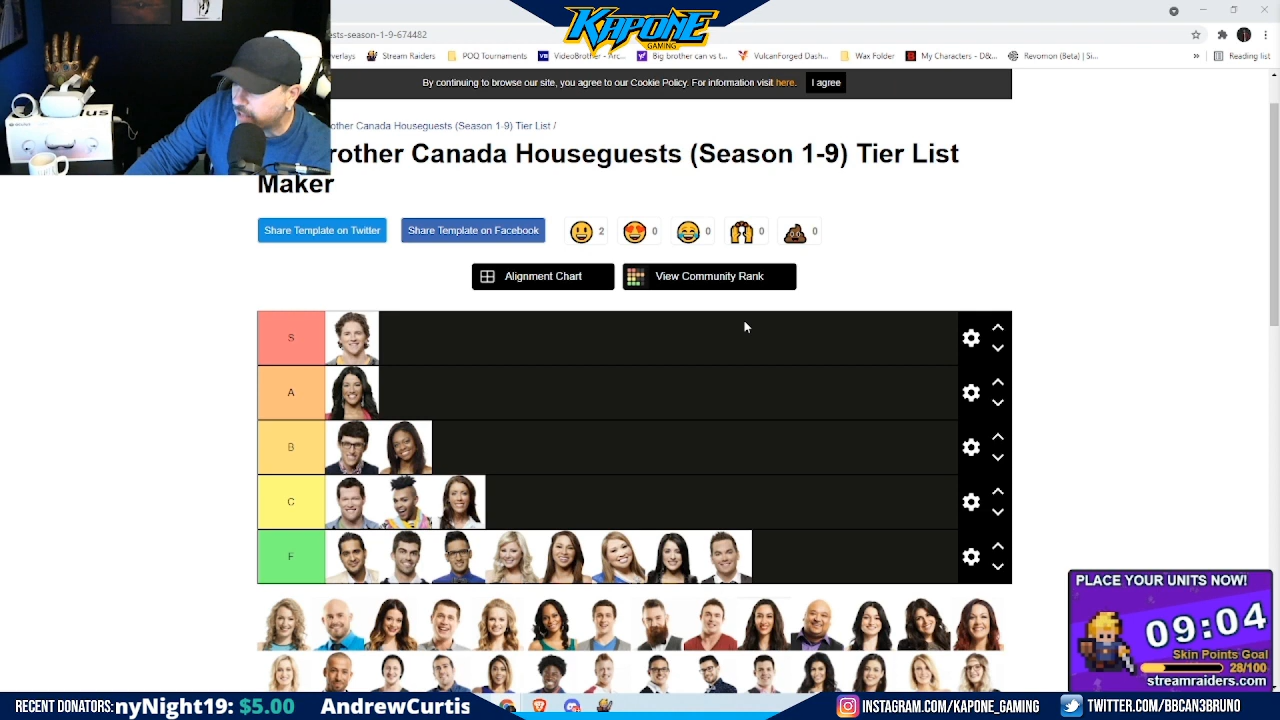 KAPONE
GAMING
ests-season-1-9-674482
verlays
Stream Raiders
POQ Tournaments
VideoBrother - Arc...
Big brother can vs t...
VulcanForged Dash...
Wax Folder
My Characters - D&...
Revomon (Beta) | Si...
»
Reading list
By continuing to browse our site, you agree to our Cookie Policy. For information visit here.
I agree
other Canada Houseguests (Season 1-9) Tier List /
rother Canada Houseguests (Season 1-9) Tier List
Maker
Share Template on Twitter
Share Template on Facebook
2
0
0
0
0
Alignment Chart
View Community Rank
S
A
B
C
F
PLACE YOUR UNITS NOW!
09:04
Skin Points Goal
28/100
streamraiders.com
RECENT DONATORS:
nyNight19: $5.00
AndrewCurtis
INSTAGRAM.COM/KAPONE_GAMING
TWITTER.COM/BBCAN3BRUNO